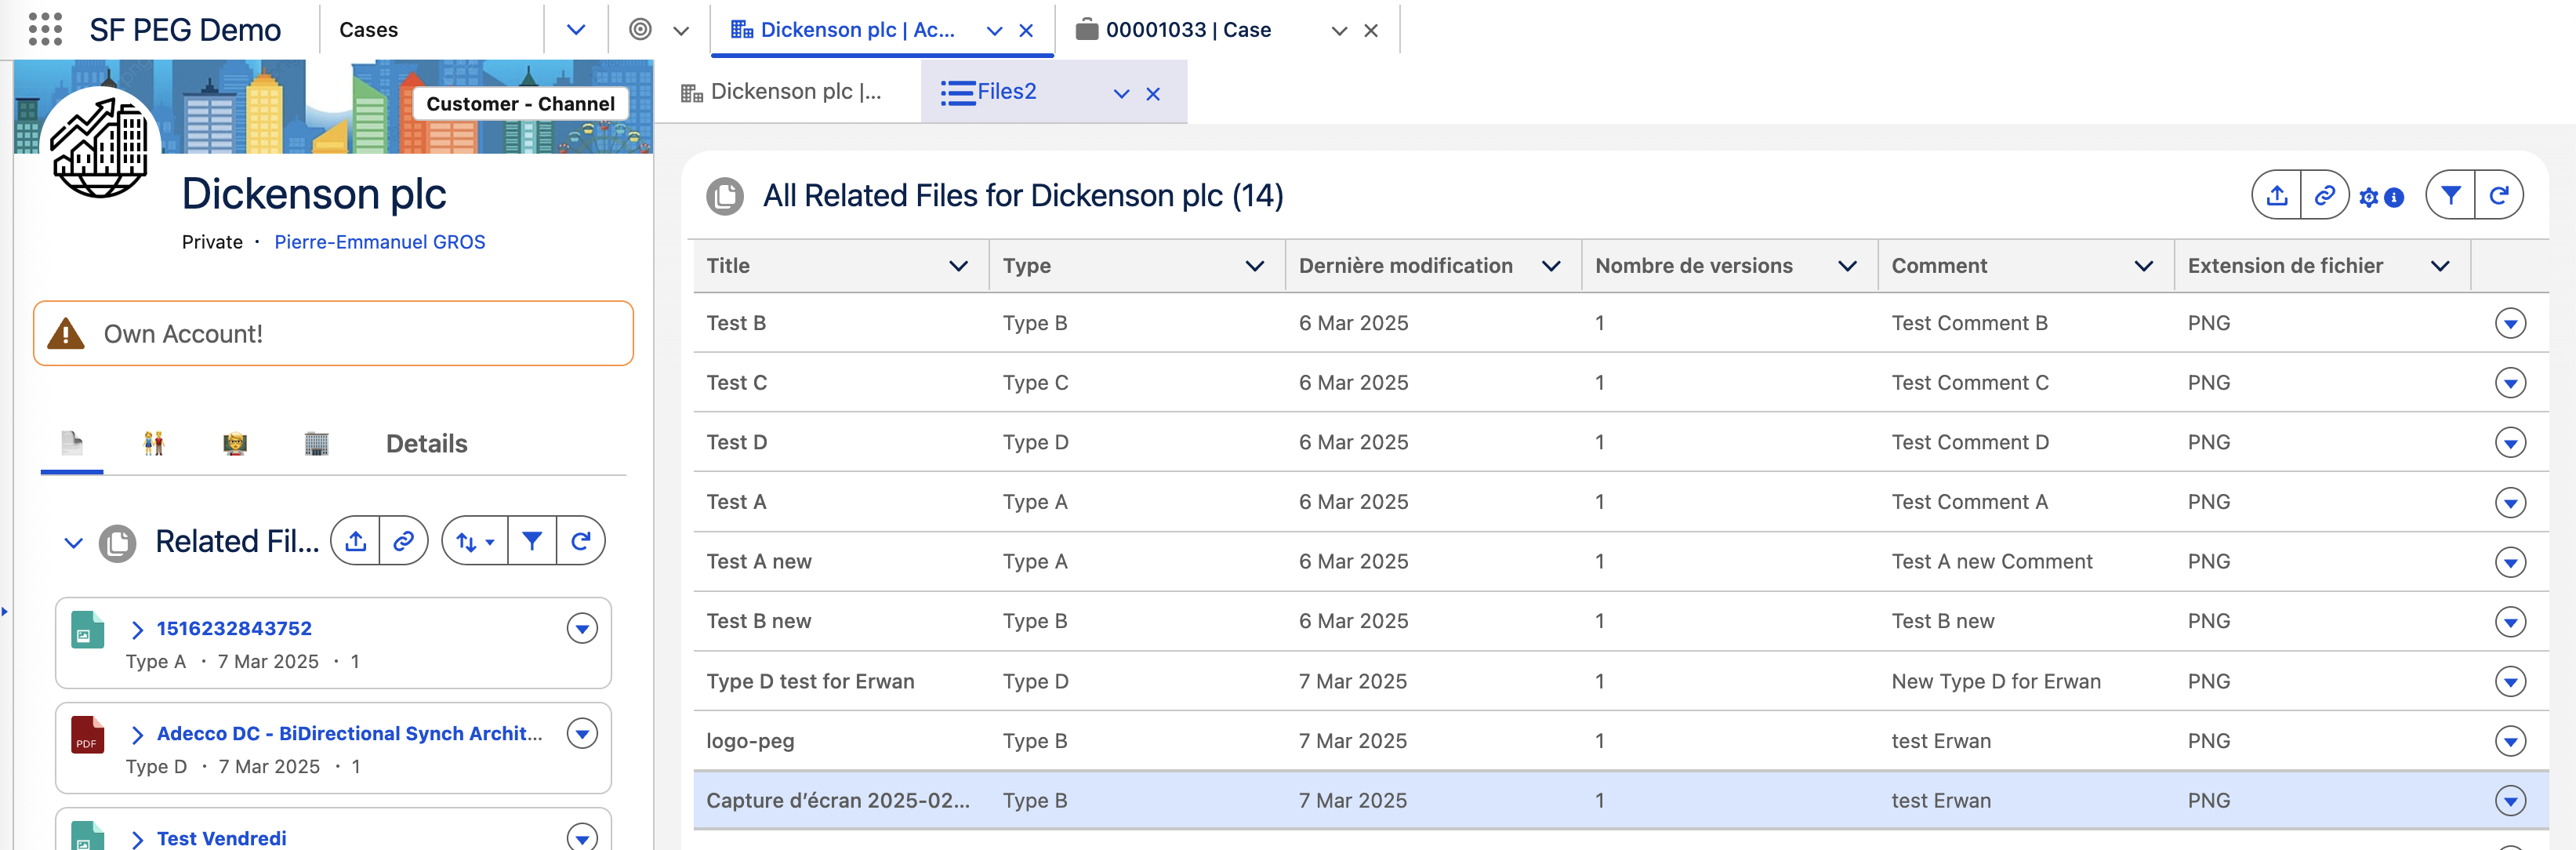 SF PEG Demo
Cases
Dickenson plc | Ac...
00001033 | Case
Customer - Channel
Dickenson plc
Private · Pierre-Emmanuel GROS
Own Account!
Details
Related Fil...
1516232843752
Type A · 7 Mar 2025 · 1
PDF
Adecco DC - BiDirectional Synch Archit...
Type D · 7 Mar 2025 · 1
Test Vendredi
Dickenson plc |...
Files2
All Related Files for Dickenson plc (14)
Title Type Dernière modification Nombre de versions Comment Extension de fichier
Test B Type B 6 Mar 2025 1 Test Comment B PNG
Test C Type C 6 Mar 2025 1 Test Comment C PNG
Test D Type D 6 Mar 2025 1 Test Comment D PNG
Test A Type A 6 Mar 2025 1 Test Comment A PNG
Test A new Type A 6 Mar 2025 1 Test A new Comment PNG
Test B new Type B 6 Mar 2025 1 Test B new PNG
Type D test for Erwan Type D 7 Mar 2025 1 New Type D for Erwan PNG
logo-peg Type B 7 Mar 2025 1 test Erwan PNG
Capture d’écran 2025-02... Type B 7 Mar 2025 1 test Erwan PNG